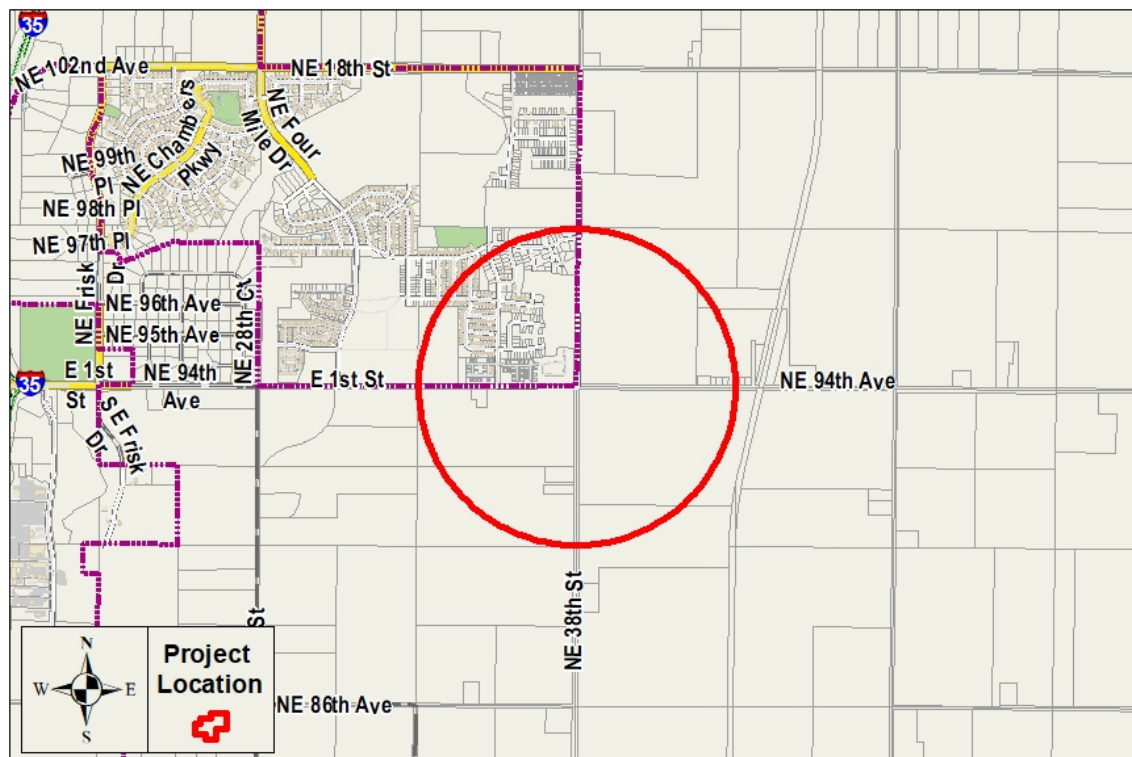 35
NE 102nd Ave
NE 18th St
NE Chambers
Pkwy
NE Four
Mile Dr
NE 99th
Pl
NE 98th Pl
NE 97th Pl
NE Frisk
Dr
NE 96th Ave
NE 95th Ave
NE 28th Ct
35
E 1st
St
NE 94th
Ave
E 1st St
NE 94th Ave
S E Frisk
Dr
NE 38th St
St
NE 86th Ave
N
W
E
S
Project
Location